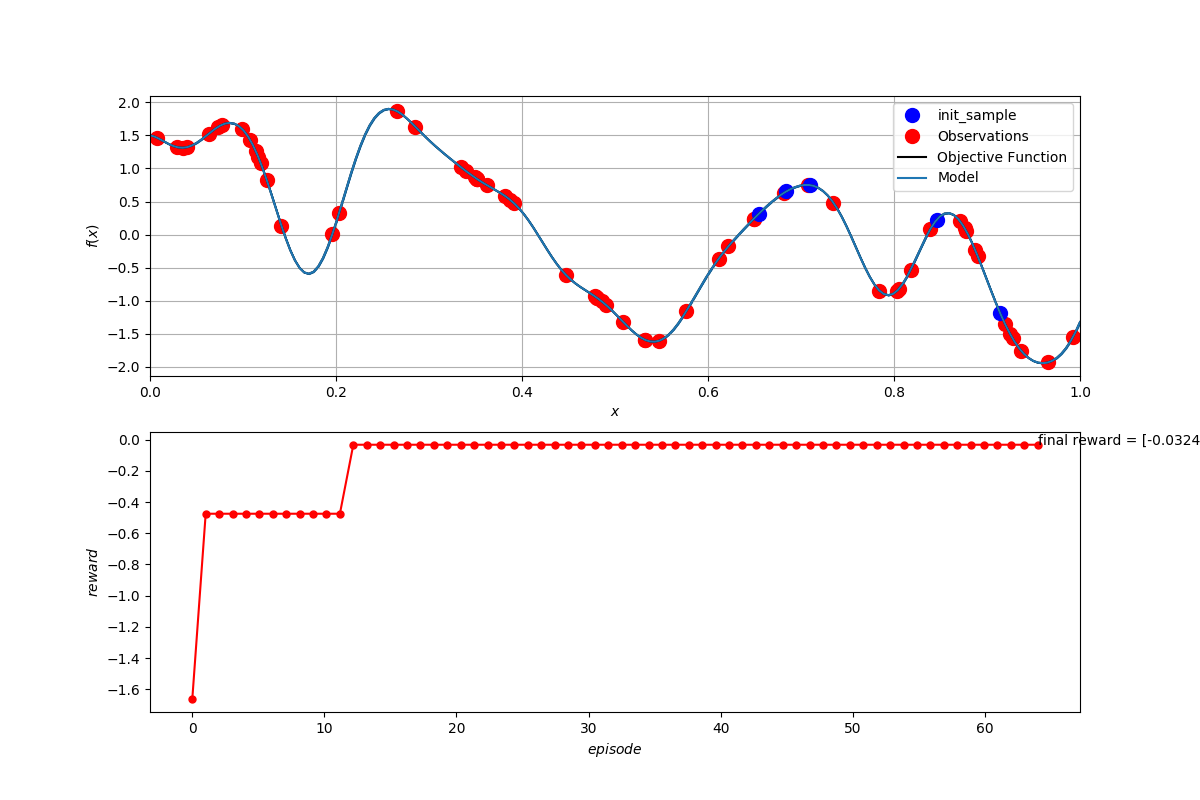 2.0
1.5
1.0
0.5
0.0
−0.5
−1.0
−1.5
−2.0
f(x)
init_sample
Observations
Objective Function
Model
0.0 0.2 0.4 0.6 0.8 1.0
x
0.0
−0.2
−0.4
−0.6
−0.8
−1.0
−1.2
−1.4
−1.6
reward
final reward = [-0.0324
0 10 20 30 40 50 60
episode